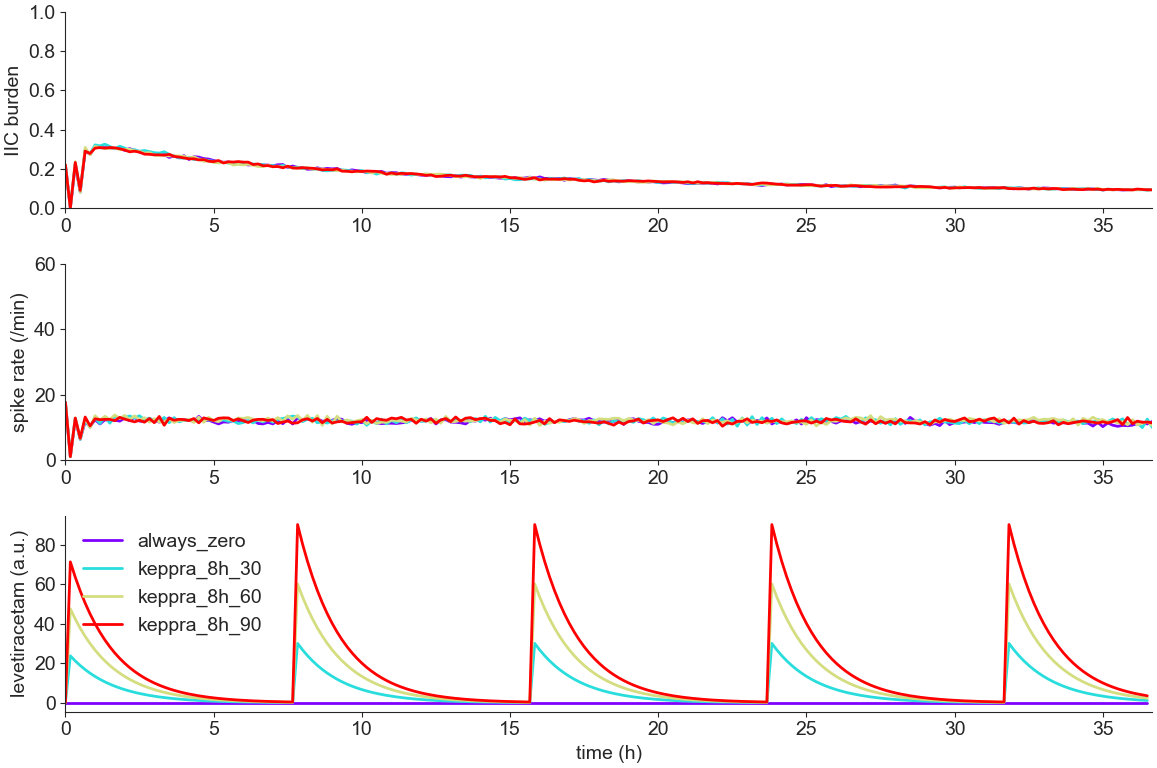 1.0
0.8
0.6
0.4
0.2
0.0
IIC burden
0 5 10 15 20 25 30 35
60
40
20
0
spike rate (/min)
0 5 10 15 20 25 30 35
80
60
40
20
0
levetiracetam (a.u.)
always_zero
keppra_8h_30
keppra_8h_60
keppra_8h_90
0 5 10 15 20 25 30 35
time (h)